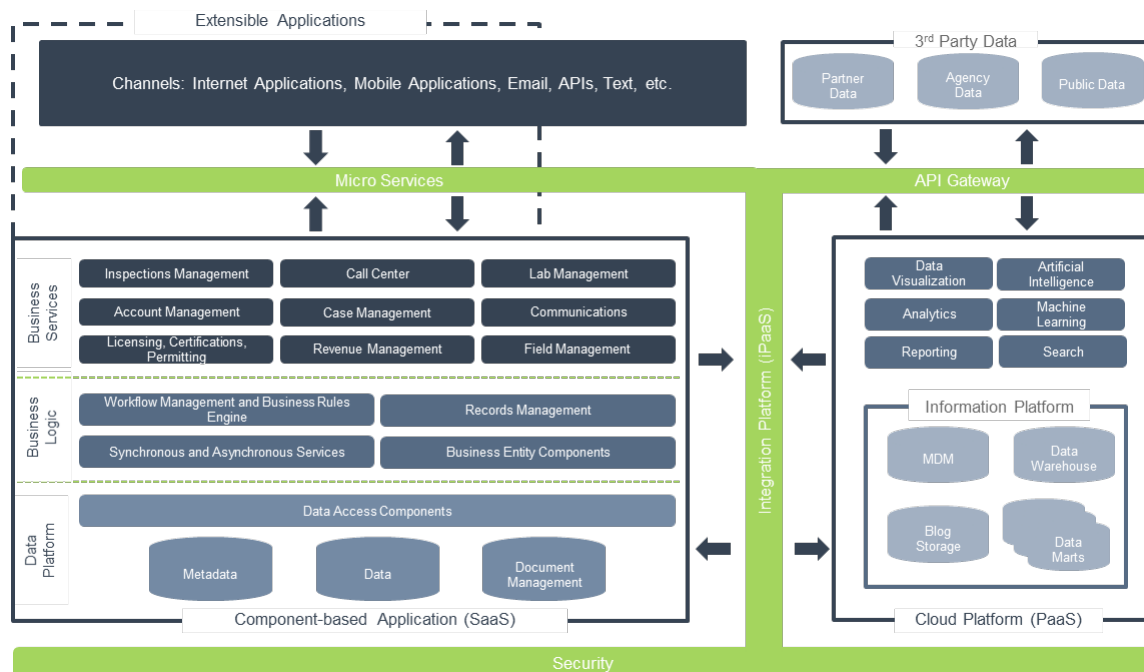 Extensible Applications
Channels: Internet Applications, Mobile Applications, Email, APIs, Text, etc.
3rd Party Data
Partner
Data
Agency
Data
Public Data
Micro Services
API Gateway
Business
Services
Inspections Management
Call Center
Lab Management
Account Management
Case Management
Communications
Licensing, Certifications,
Permitting
Revenue Management
Field Management
Business
Logic
Workflow Management and Business Rules
Engine
Records Management
Synchronous and Asynchronous Services
Business Entity Components
Data
Platform
Data Access Components
Metadata
Data
Document
Management
Component-based Application (SaaS)
Integration Platform (iPaaS)
Data
Visualization
Artificial
Intelligence
Analytics
Machine
Learning
Reporting
Search
Information Platform
MDM
Data
Warehouse
Blog
Storage
Data
Marts
Cloud Platform (PaaS)
Security